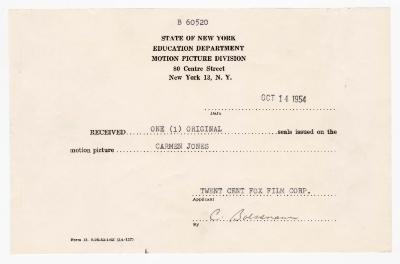 B 60520
STATE OF NEW YORK
EDUCATION DEPARTMENT
MOTION PICTURE DIVISION
80 Centre Street
New York 13, N. Y.
OCT 14 1954
Date
RECEIVED ONE (1) ORIGINAL seals issued on the
motion picture CARMEN JONES
TWENT CENT FOX FILM CORP.
Applicant
C.
By
Form 13.